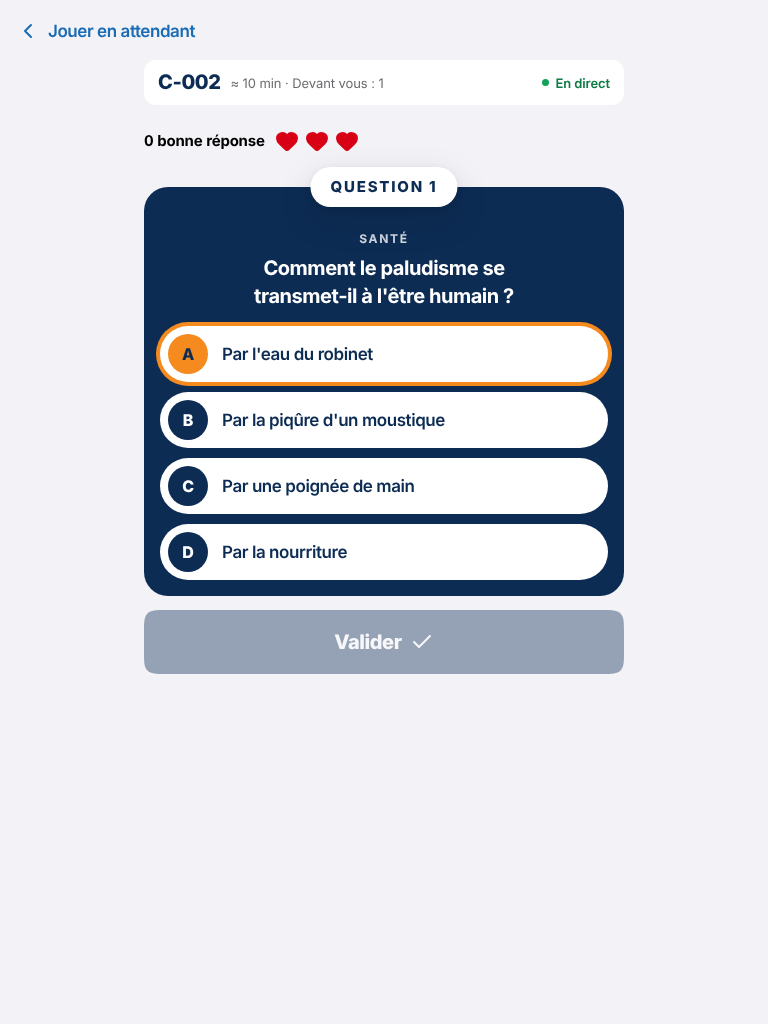 Jouer en attendant
C-002 ≈ 10 min · Devant vous : 1 En direct
0 bonne réponse
QUESTION 1
SANTÉ
Comment le paludisme se
transmet-il à l'être humain ?
A Par l'eau du robinet
B Par la piqûre d'un moustique
C Par une poignée de main
D Par la nourriture
Valider